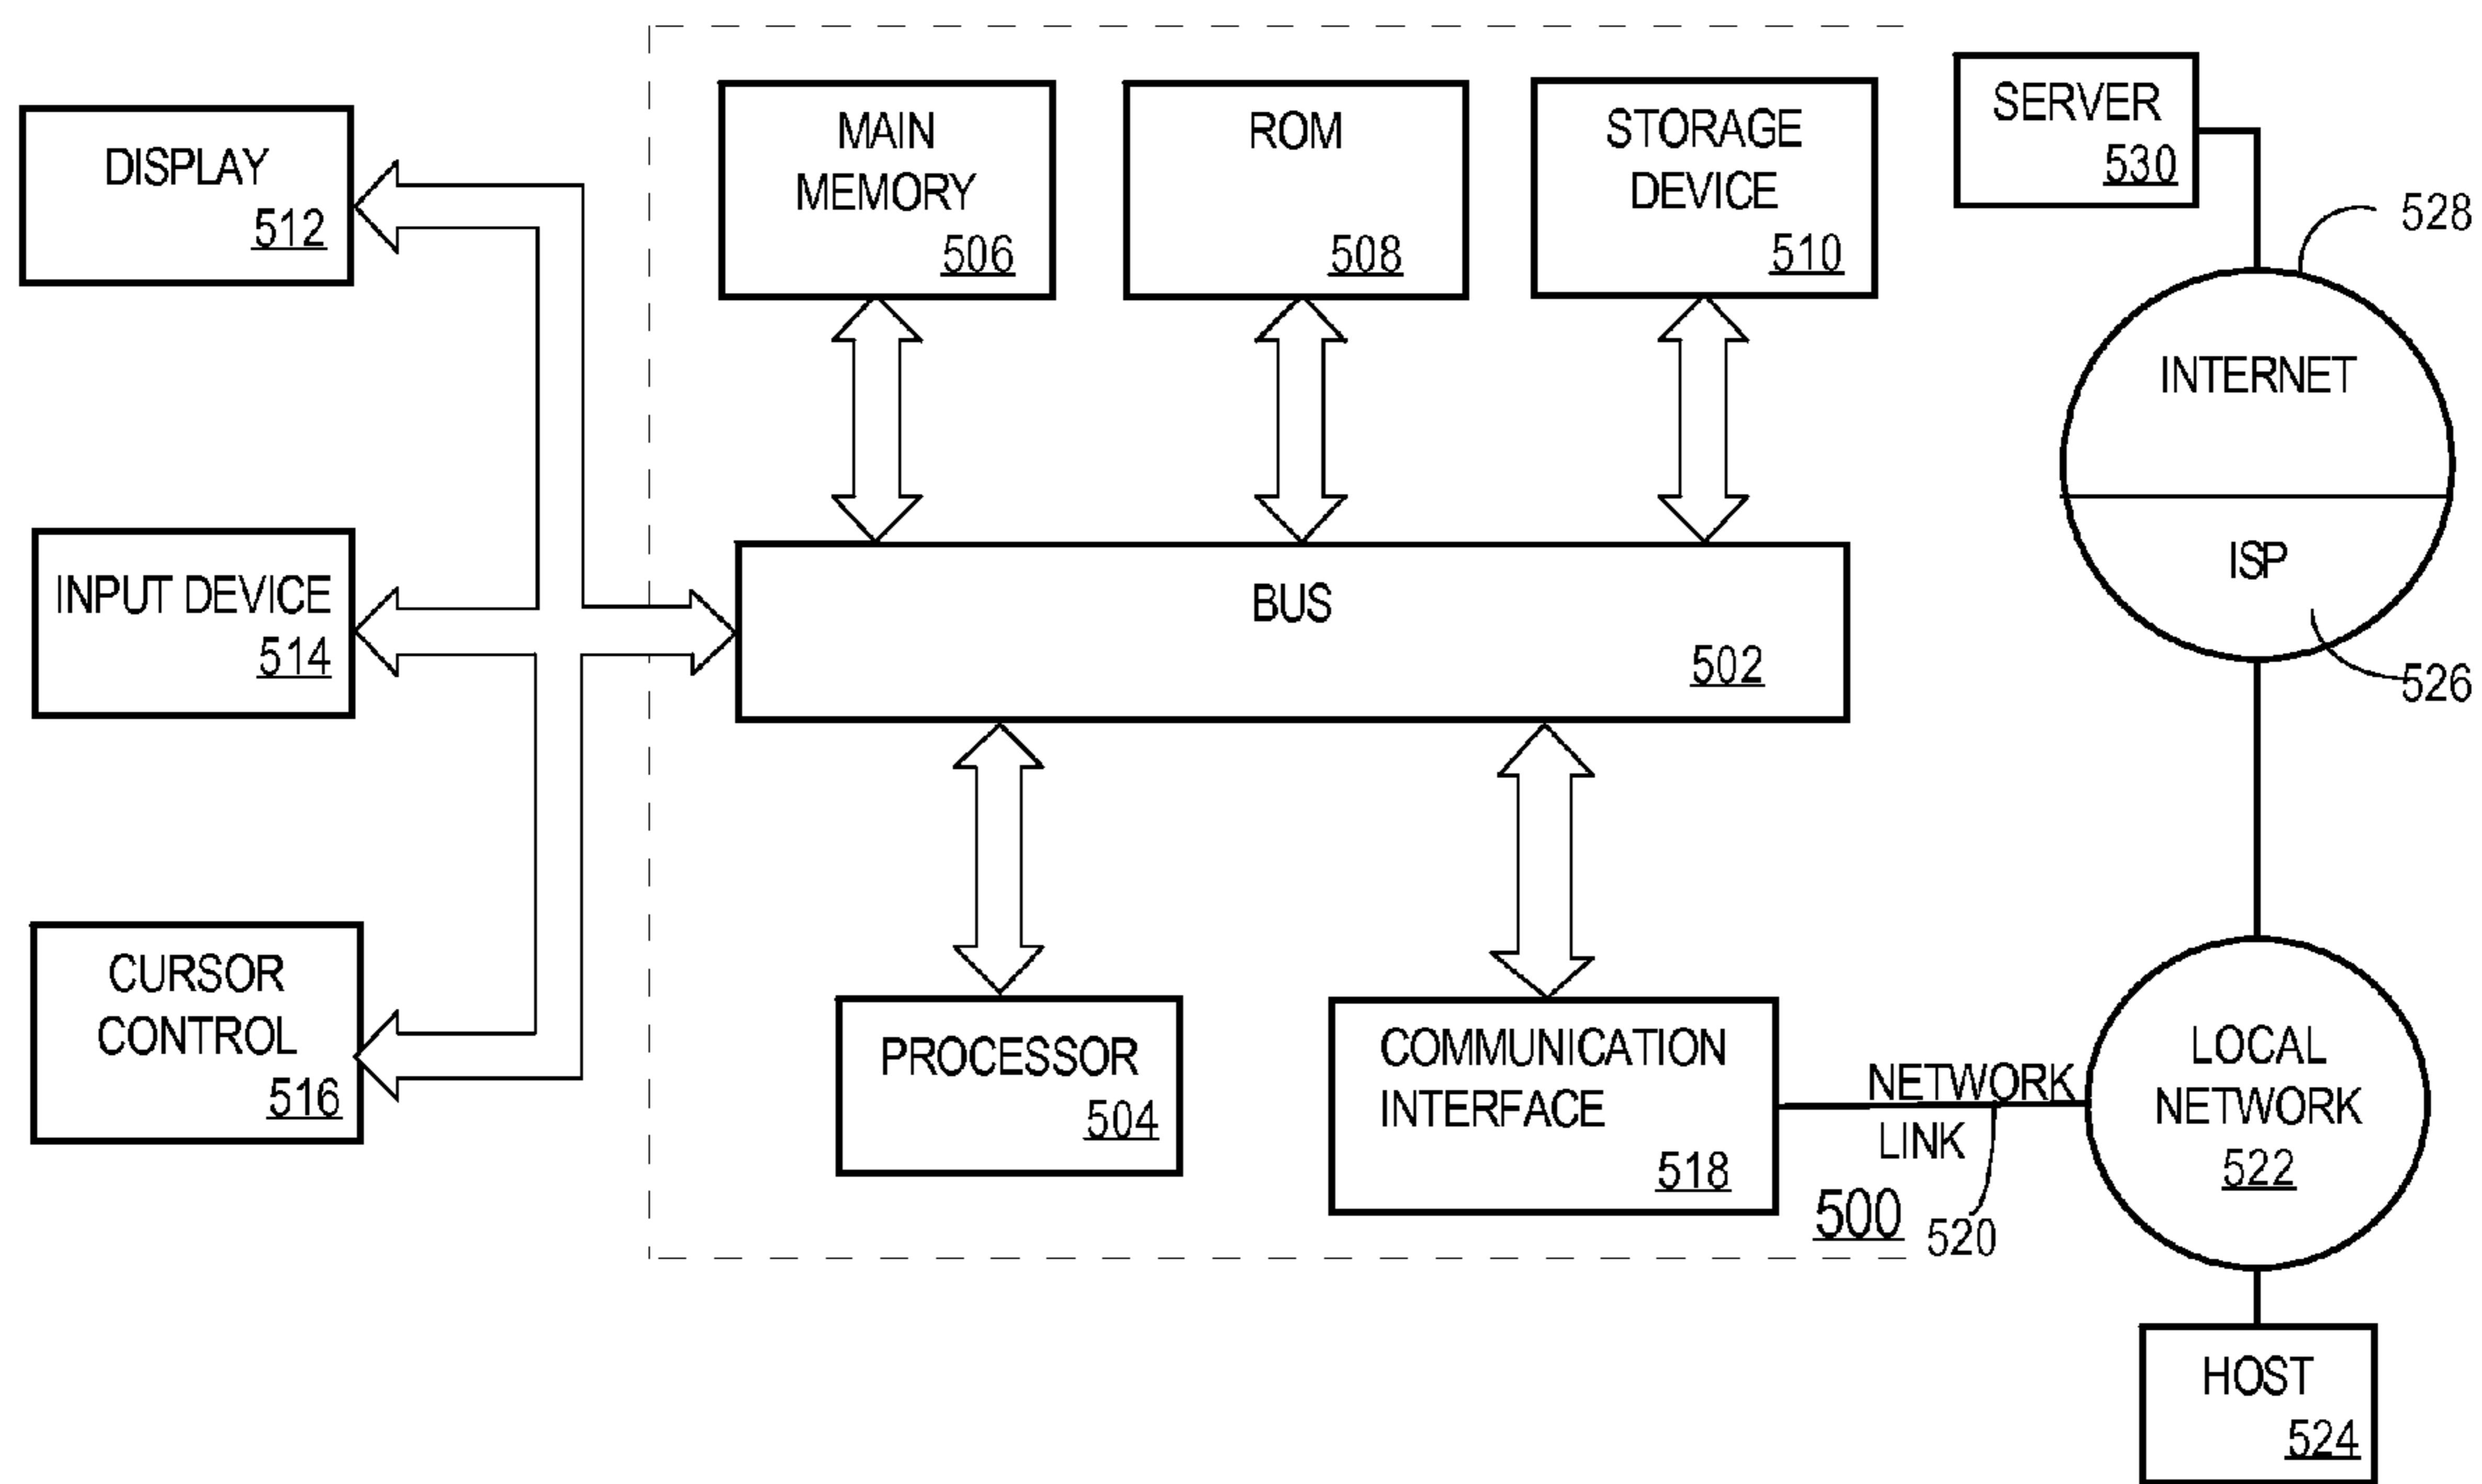 DISPLAY
512
INPUT DEVICE
514
CURSOR
CONTROL
516
MAIN
MEMORY
506
ROM
508
STORAGE
DEVICE
510
BUS
502
PROCESSOR
504
COMMUNICATION
INTERFACE
518
500
NETWORK
LINK
520
SERVER
530
528
INTERNET
ISP
526
LOCAL
NETWORK
522
HOST
524